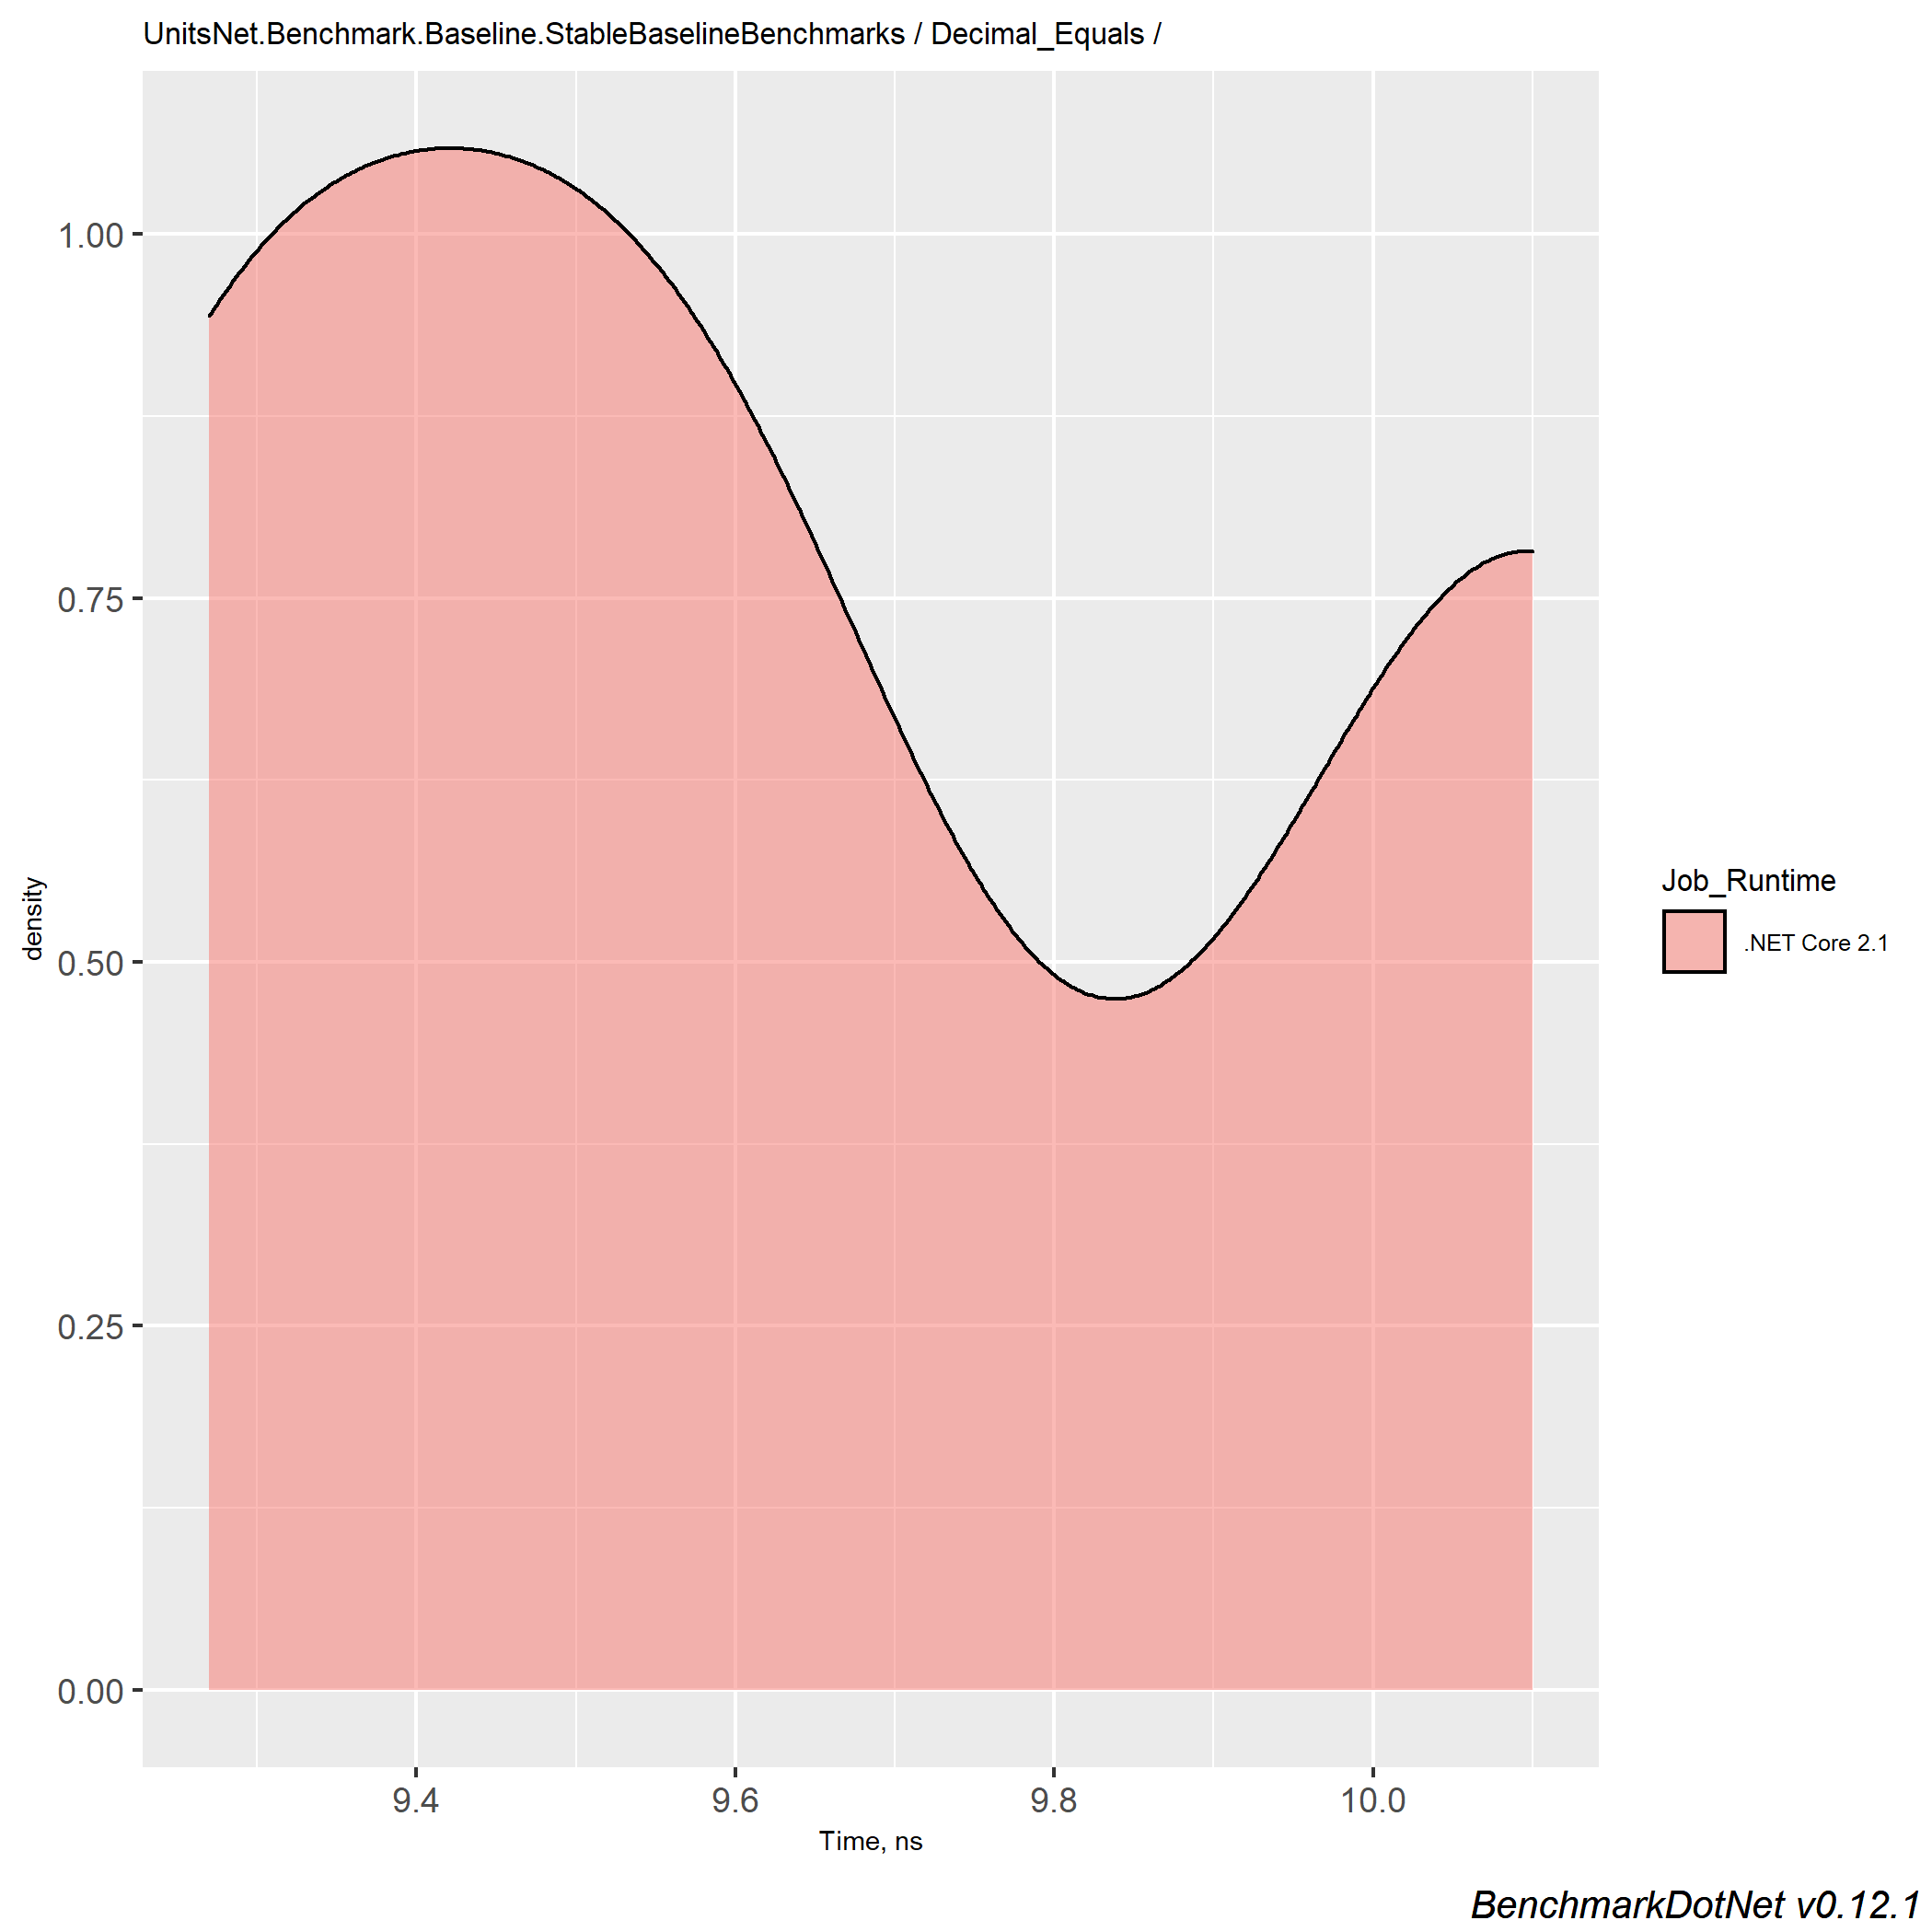 UnitsNet.Benchmark.Baseline.StableBaselineBenchmarks / Decimal_Equals /
1.00
0.75
0.50
0.25
0.00
density
9.4 9.6 9.8 10.0
Time, ns
Job_Runtime
.NET Core 2.1
BenchmarkDotNet v0.12.1